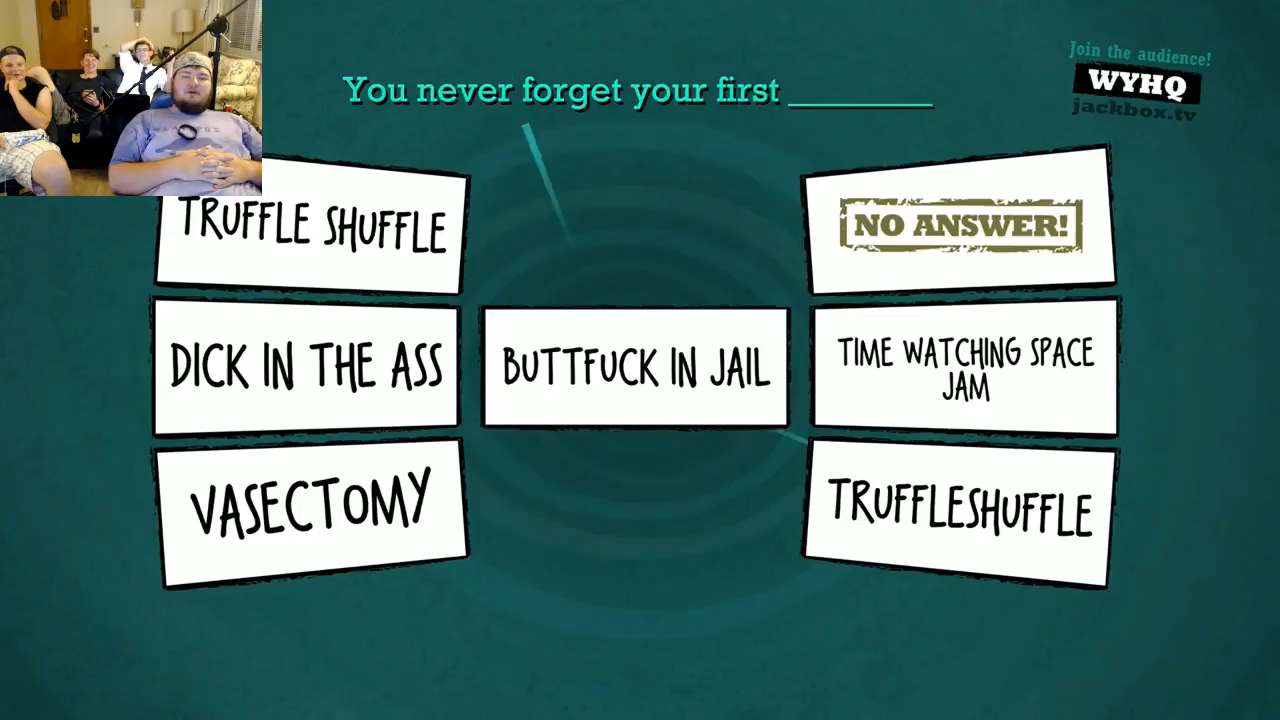 Join the audience!
WYHQ
jackbox.tv
You never forget your first _________
TRUFFLE SHUFFLE
NO ANSWER!
DICK IN THE ASS
BUTTFUCK IN JAIL
TIME WATCHING SPACE
JAM
VASECTOMY
TRUFFLESHUFFLE